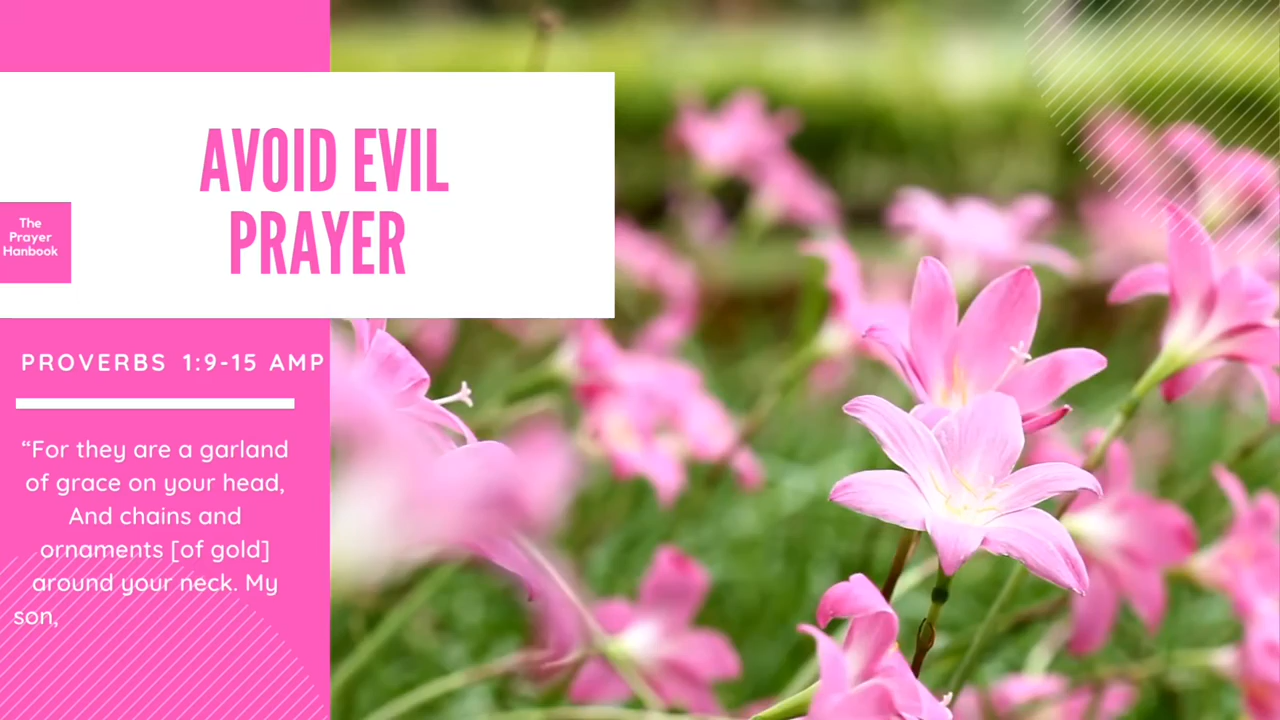 AVOID EVIL
PRAYER
The
Prayer
Hanbook
PROVERBS 1:9-15 AMP
“For they are a garland
of grace on your head,
And chains and
ornaments [of gold]
around your neck. My
son,